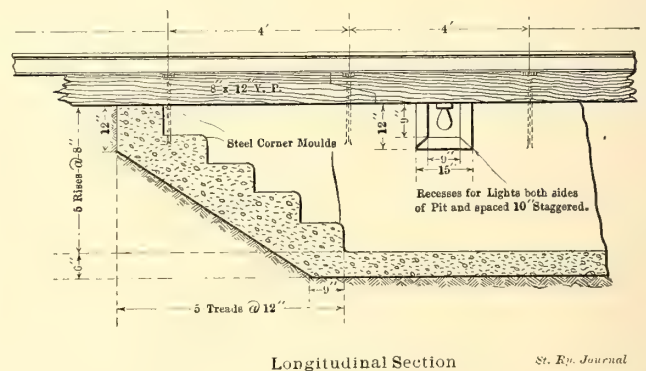 4' 4'
8" x 12" Y. P.
12"
Steel Corner Moulds
12" 9"
9"
15"
Recesses for Lights both sides
of Pit and spaced 10" Staggered.
5 Rises @ 8"
6"
9"
5 Treads @ 12"
Longitudinal Section
St. Ry. Journal